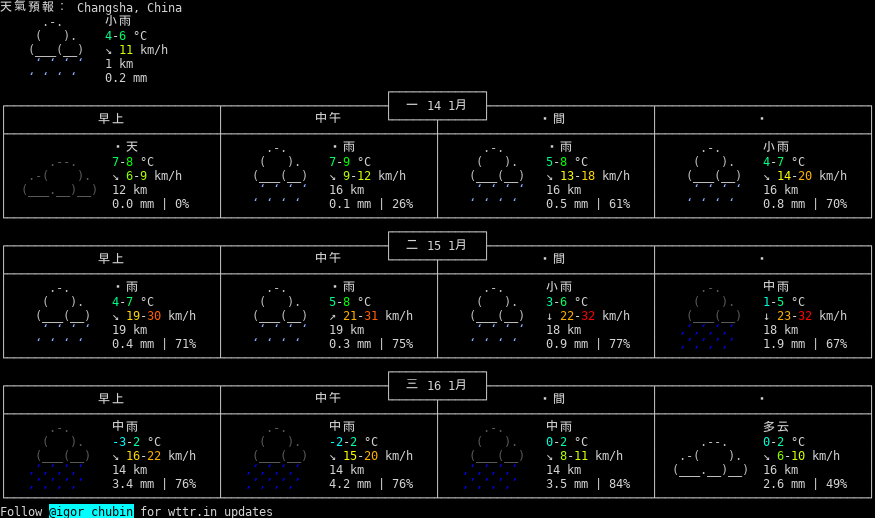 天氣預報： Changsha, China
小雨
4-6 °C
↘ 11 km/h
1 km
0.2 mm
一 14 1月
早上 中午 ·間 ·
·天 ·雨 ·雨 小雨
7-8 °C 7-9 °C 5-8 °C 4-7 °C
↘ 6-9 km/h ↘ 9-12 km/h ↘ 13-18 km/h ↘ 14-20 km/h
12 km 16 km 16 km 16 km
0.0 mm | 0% 0.1 mm | 26% 0.5 mm | 61% 0.8 mm | 70%
二 15 1月
早上 中午 ·間 ·
·雨 ·雨 小雨 中雨
4-7 °C 5-8 °C 3-6 °C 1-5 °C
↘ 19-30 km/h ↗ 21-31 km/h ↓ 22-32 km/h ↓ 23-32 km/h
19 km 19 km 18 km 18 km
0.4 mm | 71% 0.3 mm | 75% 0.9 mm | 77% 1.9 mm | 67%
三 16 1月
早上 中午 ·間 ·
中雨 中雨 中雨 多云
-3-2 °C -2-2 °C 0-2 °C 0-2 °C
↘ 16-22 km/h ↘ 15-20 km/h ↘ 8-11 km/h ↘ 6-10 km/h
14 km 14 km 14 km 16 km
3.4 mm | 76% 4.2 mm | 76% 3.5 mm | 84% 2.6 mm | 49%
Follow @igor_chubin for wttr.in updates